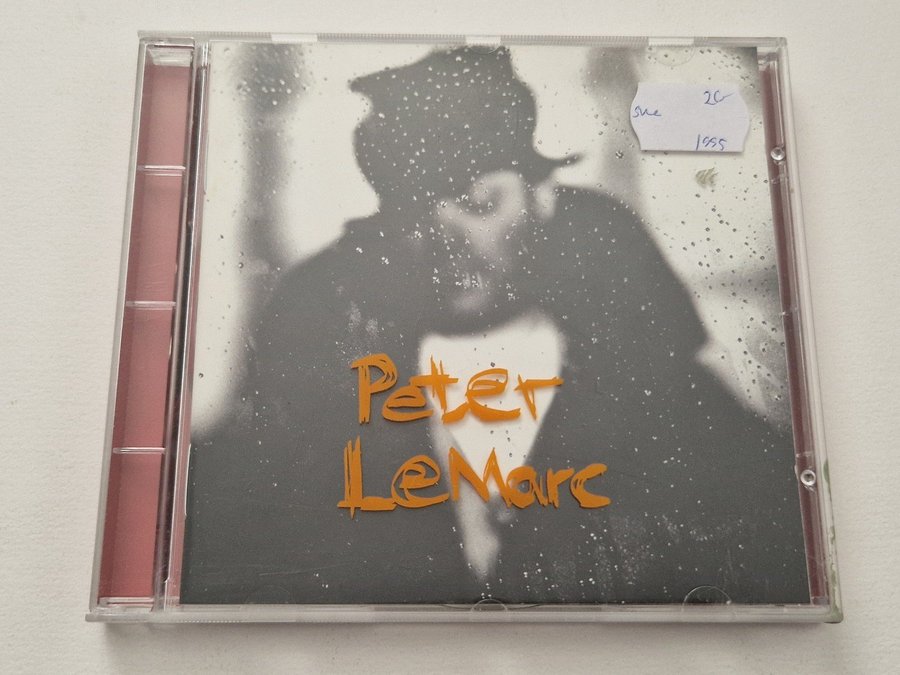 Peter
LeMarc
sve 20-
1995